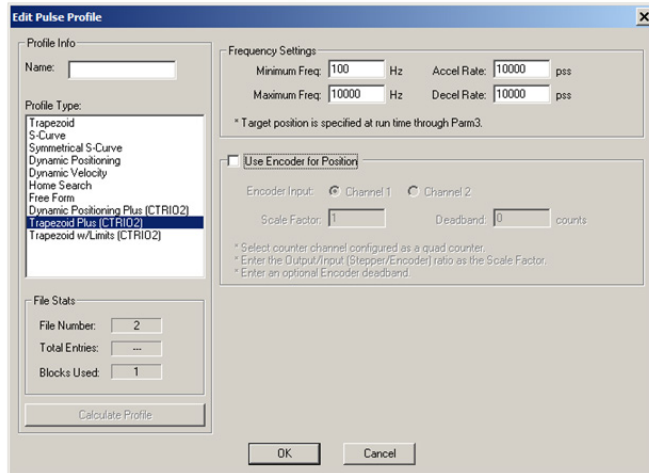 Edit Pulse Profile
Profile Info
Name:
Profile Type:
Trapezoid
S-Curve
Symmetrical S-Curve
Dynamic Positioning
Dynamic Velocity
Home Search
Free Form
Dynamic Positioning Plus (CTRIO2)
Trapezoid Plus (CTRIO2)
Trapezoid w/Limits (CTRIO2)
File Stats
File Number: 2
Total Entries: ---
Blocks Used: 1
Calculate Profile
Frequency Settings
Minimum Freq: 100 Hz Accel Rate: 10000 pss
Maximum Freq: 10000 Hz Decel Rate: 10000 pss
* Target position is specified at run time through Parm3.
Use Encoder for Position
Encoder Input: Channel 1 Channel 2
Scale Factor: 1 Deadband: 0 counts
* Select counter channel configured as a quad counter.
* Enter the Output/Input (Stepper/Encoder) ratio as the Scale Factor.
* Enter an optional Encoder deadband.
OK Cancel